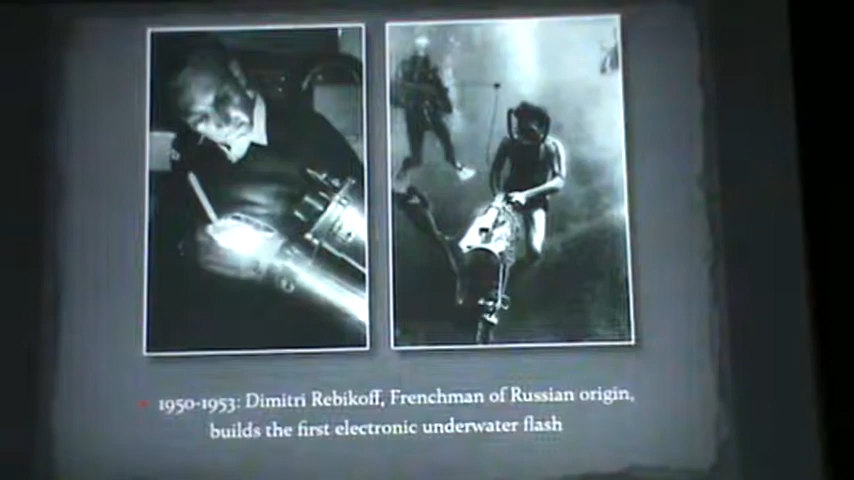 1950-1953: Dimitri Rebikoff, Frenchman of Russian origin,
builds the first electronic underwater flash